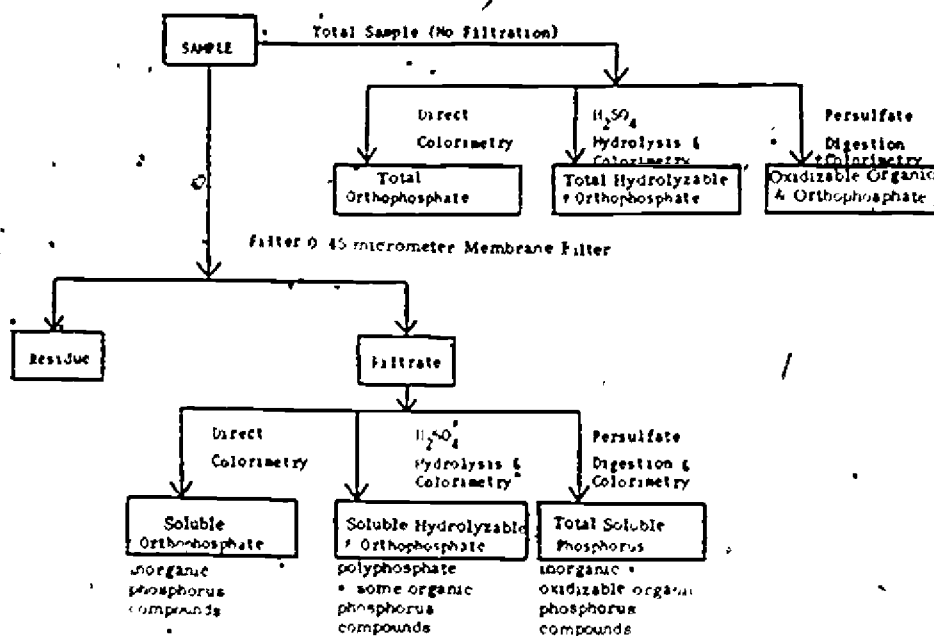 SAMPLE
Total Sample (No Filtration)
Direct
Colorimetry
H2SO4
Hydrolysis &
Colorimetry
Persulfate
Digestion
+Colorimetry
Total
Orthophosphate
Total Hydrolyzable
+ Orthophosphate
Oxidizable Organic
& Orthophosphate
Filter 0.45 micrometer Membrane Filter
Residue
Filtrate
Direct
Colorimetry
H2SO4
Hydrolysis &
Colorimetry
Persulfate
Digestion &
Colorimetry
Soluble
Orthophosphate
Soluble Hydrolyzable
+ Orthophosphate
Total Soluble
Phosphorus
inorganic
phosphorus
compounds
polyphosphate
+ some organic
phosphorus
compounds
inorganic +
oxidizable organic
phosphorus
compounds